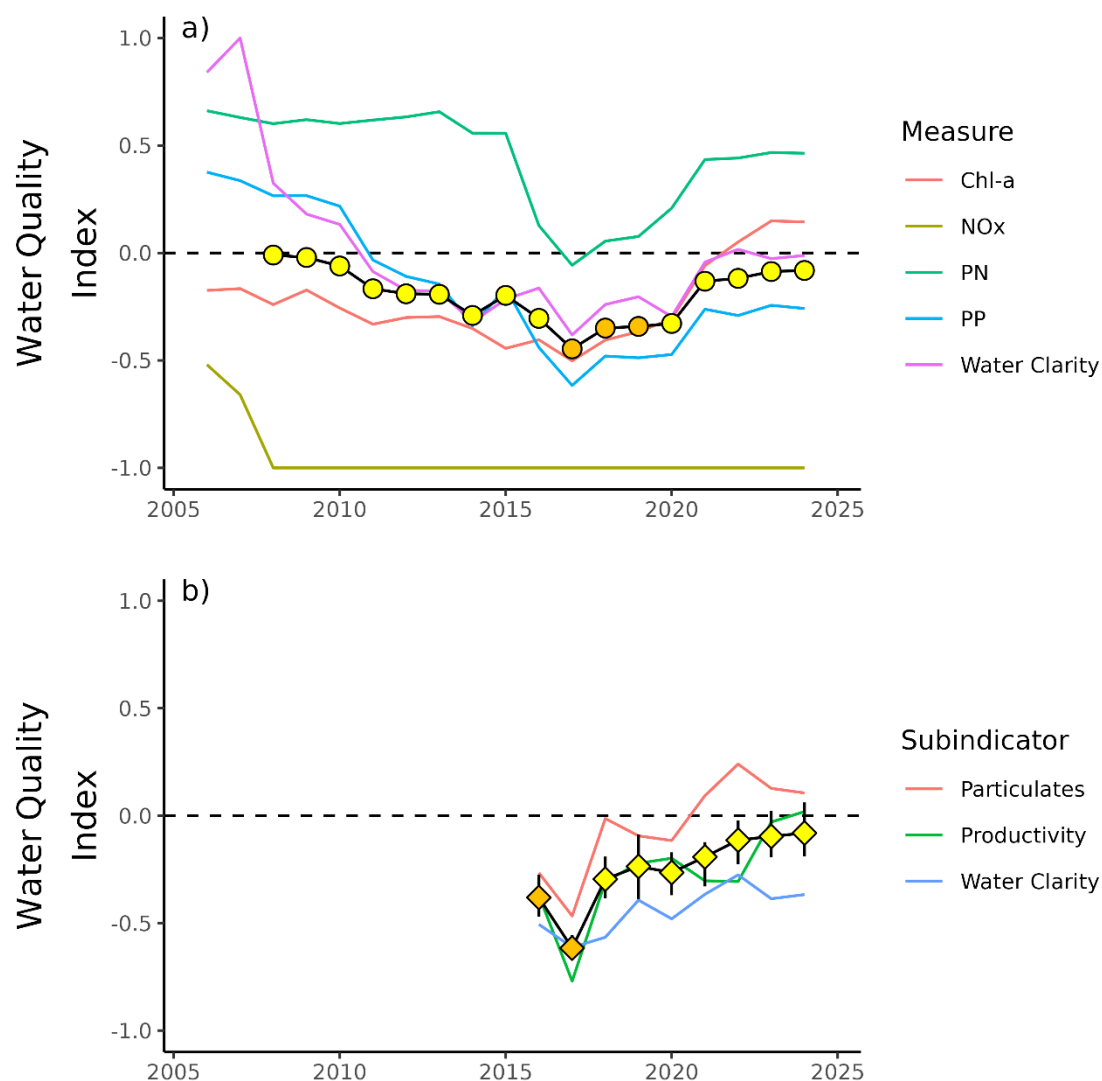 a)
Water Quality
Index
1.0
0.5
0.0
-0.5
-1.0
2005 2010 2015 2020 2025
Measure
Chl-a
NOx
PN
PP
Water Clarity
b)
Water Quality
Index
1.0
0.5
0.0
-0.5
-1.0
2005 2010 2015 2020 2025
Subindicator
Particulates
Productivity
Water Clarity